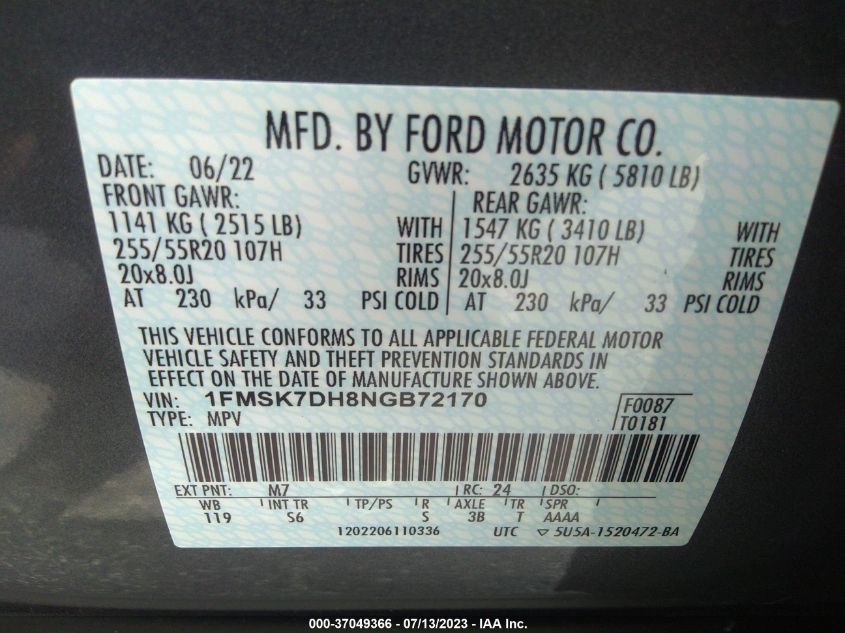 MFD. BY FORD MOTOR CO.
DATE: 06/22 GVWR: 2635 KG ( 5810 LB)
FRONT GAWR: REAR GAWR:
1141 KG ( 2515 LB) WITH 1547 KG ( 3410 LB) WITH
255/55R20 107H TIRES 255/55R20 107H TIRES
20x8.0J RIMS 20x8.0J RIMS
AT 230 kPa/ 33 PSI COLD AT 230 kPa/ 33 PSI COLD
THIS VEHICLE CONFORMS TO ALL APPLICABLE FEDERAL MOTOR
VEHICLE SAFETY AND THEFT PREVENTION STANDARDS IN
EFFECT ON THE DATE OF MANUFACTURE SHOWN ABOVE.
VIN: 1FMSK7DH8NGB72170 F0087
TYPE: MPV T0181
EXT PNT: M7 RC: 24 DSO:
WB INT TR TP/PS R AXLE TR SPR
119 S6 S 3B T AAAA
1202206110336 UTC ▽ 5U5A-1520472-BA
000-37049366 - 07/13/2023 - IAA Inc.